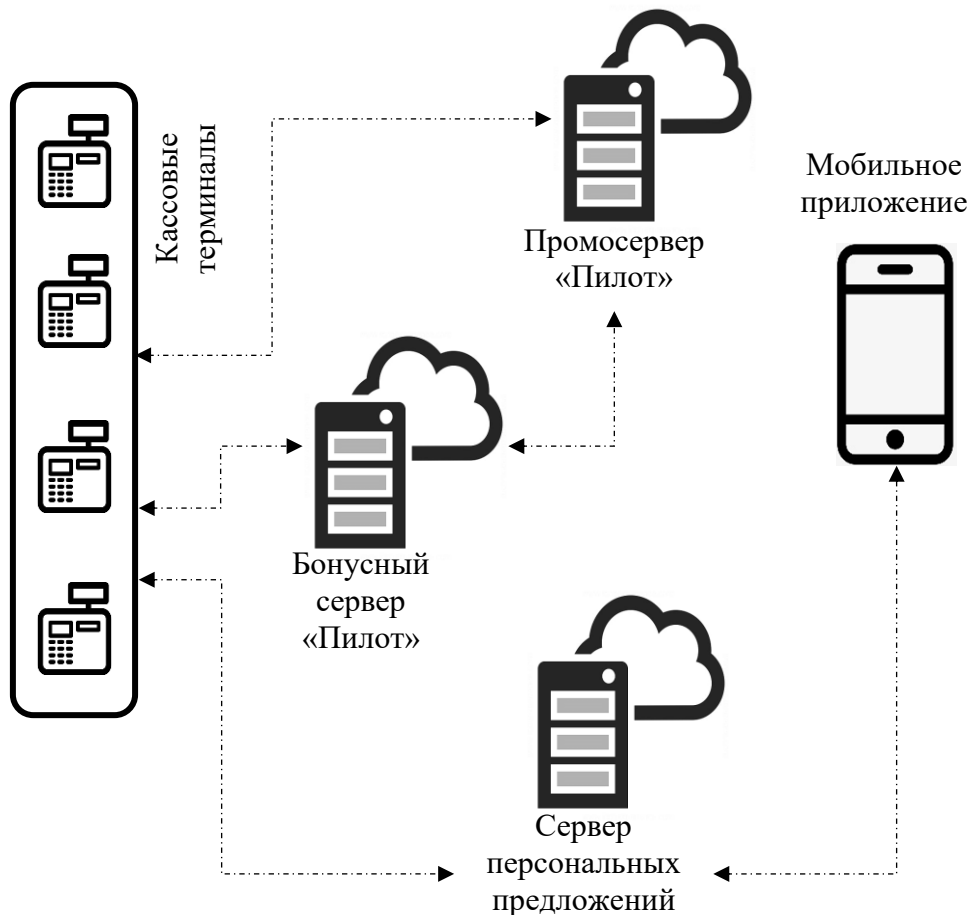 Кассовые
терминалы
Промосервер
«Пилот»
Мобильное
приложение
Бонусный
сервер
«Пилот»
Сервер
персональных
предложений